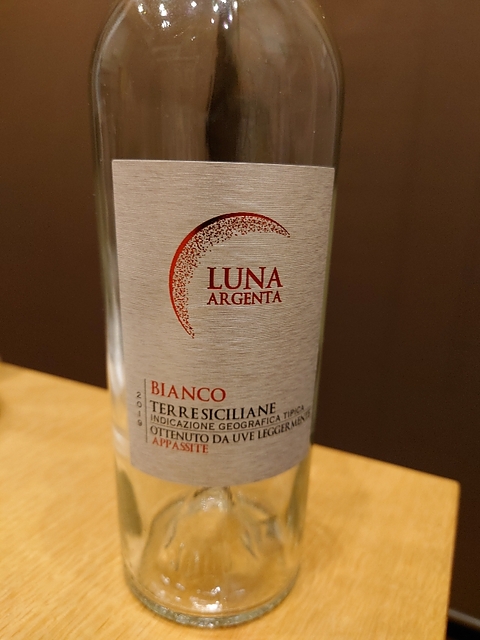 LUNA
ARGENTA
2019
BIANCO
TERRE SICILIANE
INDICAZIONE GEOGRAFICA TIPICA
OTTENUTO DA UVE LEGGERMENTE
APPASSITE